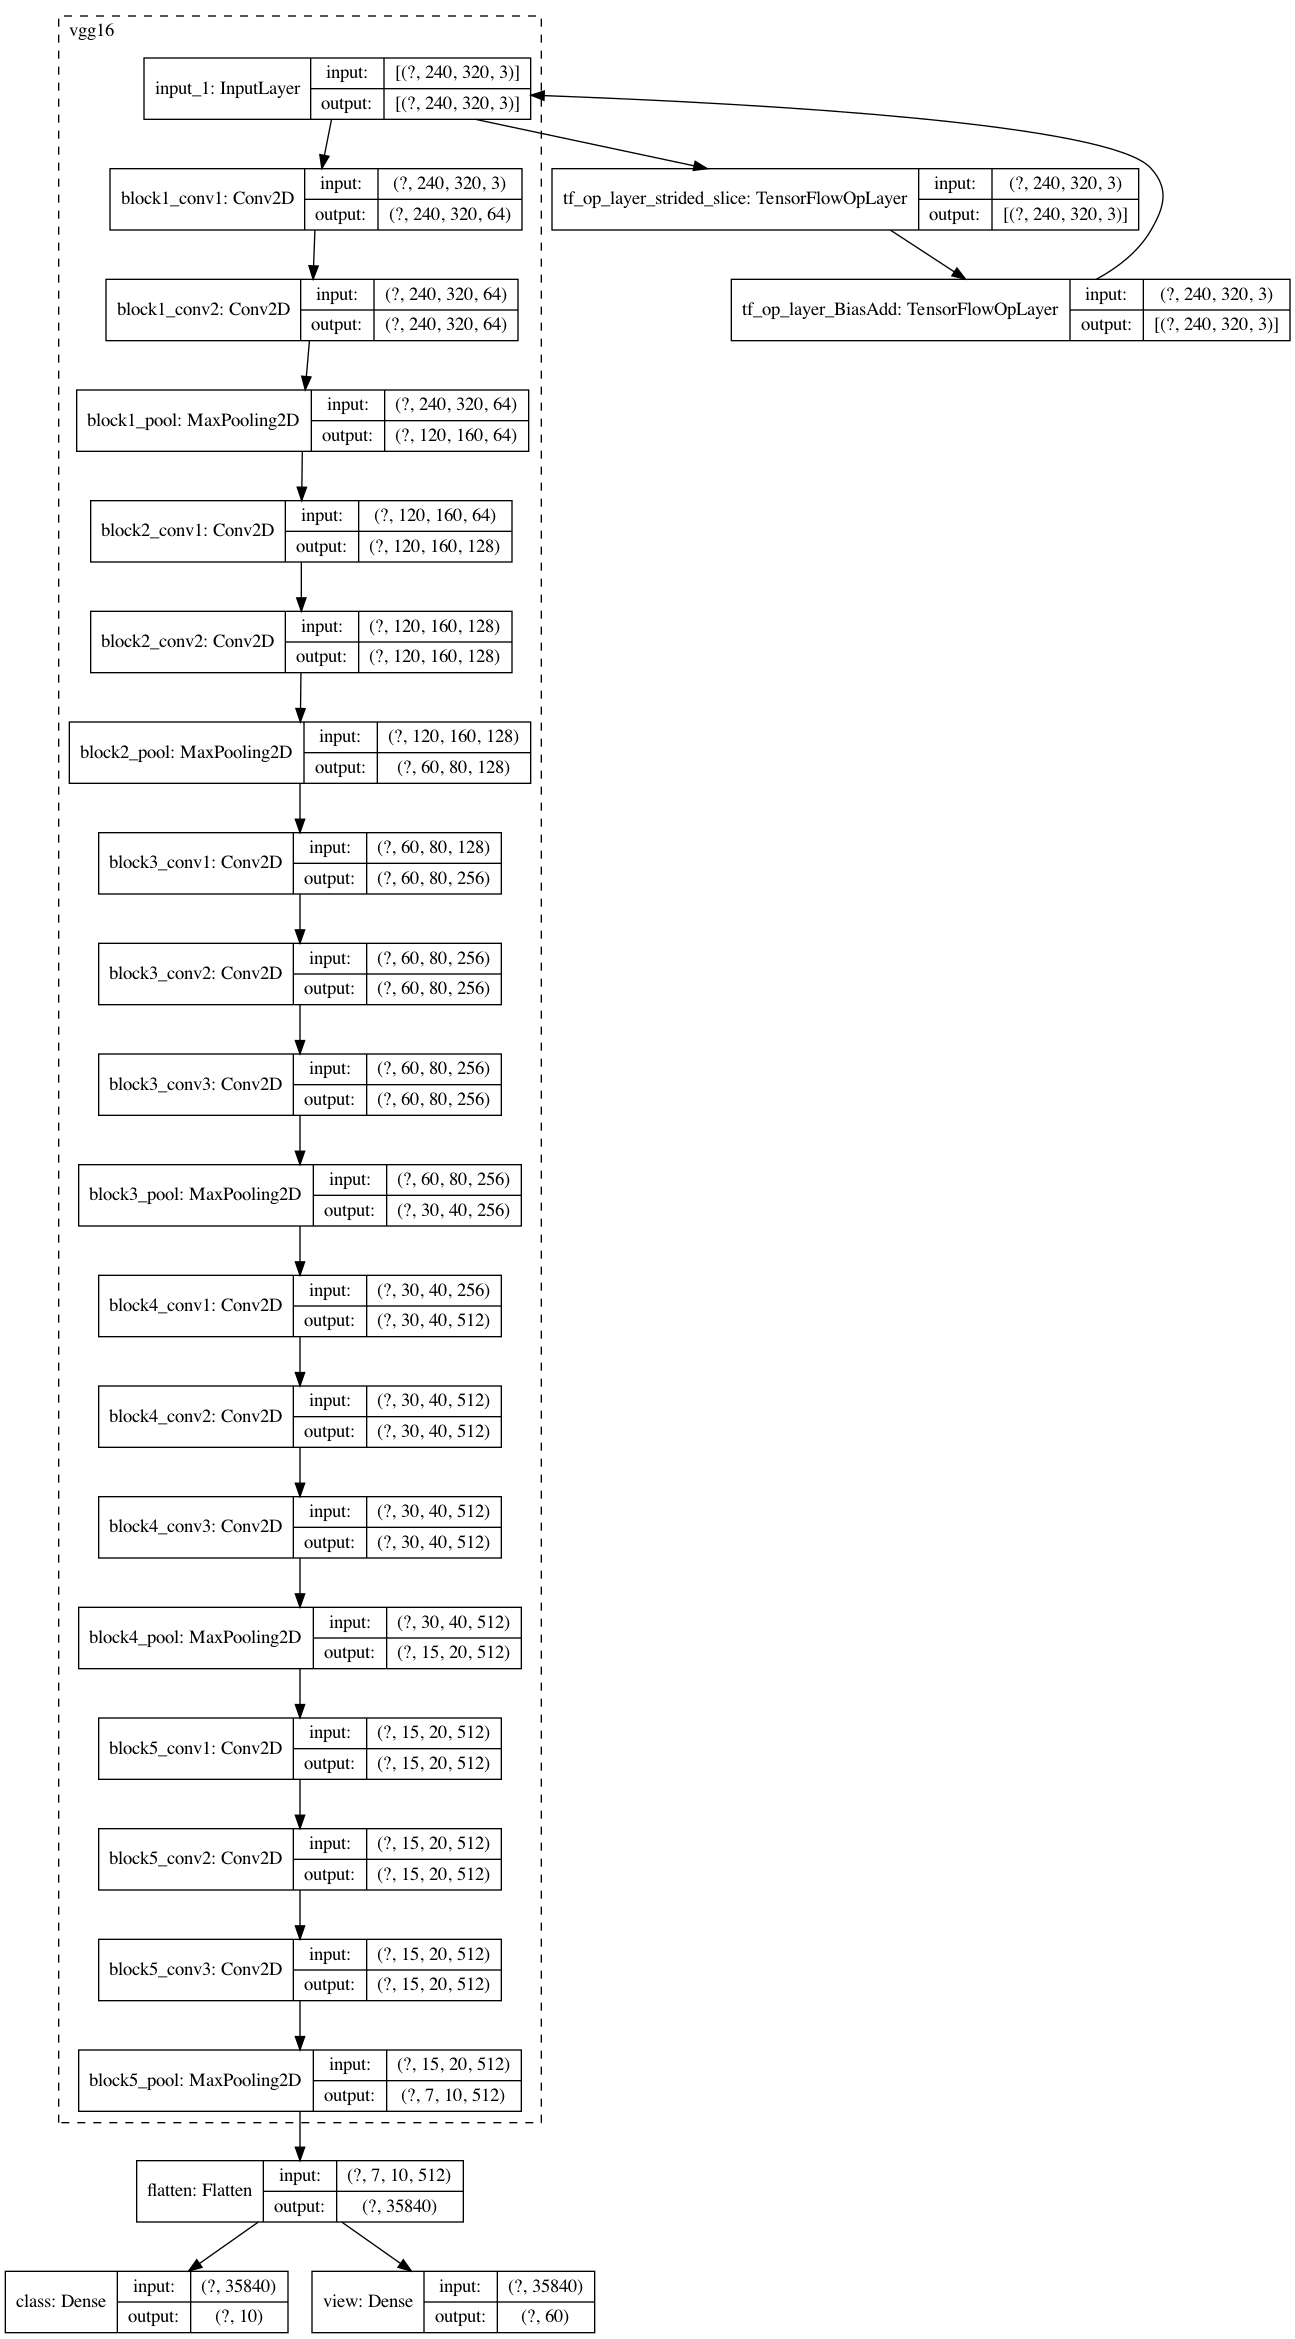 vgg16
input_1: InputLayer input: [(?, 240, 320, 3)]
output: [(?, 240, 320, 3)]
block1_conv1: Conv2D input: (?, 240, 320, 3)
output: (?, 240, 320, 64)
tf_op_layer_strided_slice: TensorFlowOpLayer input: (?, 240, 320, 3)
output: [(?, 240, 320, 3)]
block1_conv2: Conv2D input: (?, 240, 320, 64)
output: (?, 240, 320, 64)
tf_op_layer_BiasAdd: TensorFlowOpLayer input: (?, 240, 320, 3)
output: [(?, 240, 320, 3)]
block1_pool: MaxPooling2D input: (?, 240, 320, 64)
output: (?, 120, 160, 64)
block2_conv1: Conv2D input: (?, 120, 160, 64)
output: (?, 120, 160, 128)
block2_conv2: Conv2D input: (?, 120, 160, 128)
output: (?, 120, 160, 128)
block2_pool: MaxPooling2D input: (?, 120, 160, 128)
output: (?, 60, 80, 128)
block3_conv1: Conv2D input: (?, 60, 80, 128)
output: (?, 60, 80, 256)
block3_conv2: Conv2D input: (?, 60, 80, 256)
output: (?, 60, 80, 256)
block3_conv3: Conv2D input: (?, 60, 80, 256)
output: (?, 60, 80, 256)
block3_pool: MaxPooling2D input: (?, 60, 80, 256)
output: (?, 30, 40, 256)
block4_conv1: Conv2D input: (?, 30, 40, 256)
output: (?, 30, 40, 512)
block4_conv2: Conv2D input: (?, 30, 40, 512)
output: (?, 30, 40, 512)
block4_conv3: Conv2D input: (?, 30, 40, 512)
output: (?, 30, 40, 512)
block4_pool: MaxPooling2D input: (?, 30, 40, 512)
output: (?, 15, 20, 512)
block5_conv1: Conv2D input: (?, 15, 20, 512)
output: (?, 15, 20, 512)
block5_conv2: Conv2D input: (?, 15, 20, 512)
output: (?, 15, 20, 512)
block5_conv3: Conv2D input: (?, 15, 20, 512)
output: (?, 15, 20, 512)
block5_pool: MaxPooling2D input: (?, 15, 20, 512)
output: (?, 7, 10, 512)
flatten: Flatten input: (?, 7, 10, 512)
output: (?, 35840)
class: Dense input: (?, 35840)
output: (?, 10)
view: Dense input: (?, 35840)
output: (?, 60)